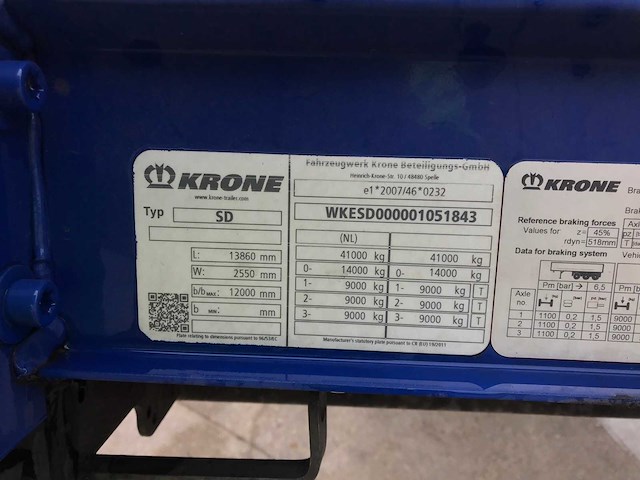 KRONE
www.krone-trailer.com
Typ SD
L: 13860 mm
W: 2550 mm
b/b MAX: 12000 mm
b MIN: mm
Plate relating to dimensions pursuant to 96/53/EC
Fahrzeugwerk Krone Beteiligungs-GmbH
Heinrich-Krone-Str. 10 / 48480 Spelle
e1*2007/46*0232
WKESD000001051843
(NL)
41000 kg 41000 kg
0- 14000 kg 0- 14000 kg
1- 9000 kg 1- 9000 kg T
2- 9000 kg 2- 9000 kg T
3- 9000 kg 3- 9000 kg T
Manufacturer's statutory plate pursuant to CR (EU) 19/2011
KRONE
Reference braking forces
Values for z= 45%
rdyn= 518mm
Data for braking system
Pm [bar] → 6,5
Axle no
1 1100 0,2 1,5 9000
2 1100 0,2 1,5 9000
3 1100 0,2 1,5 9000